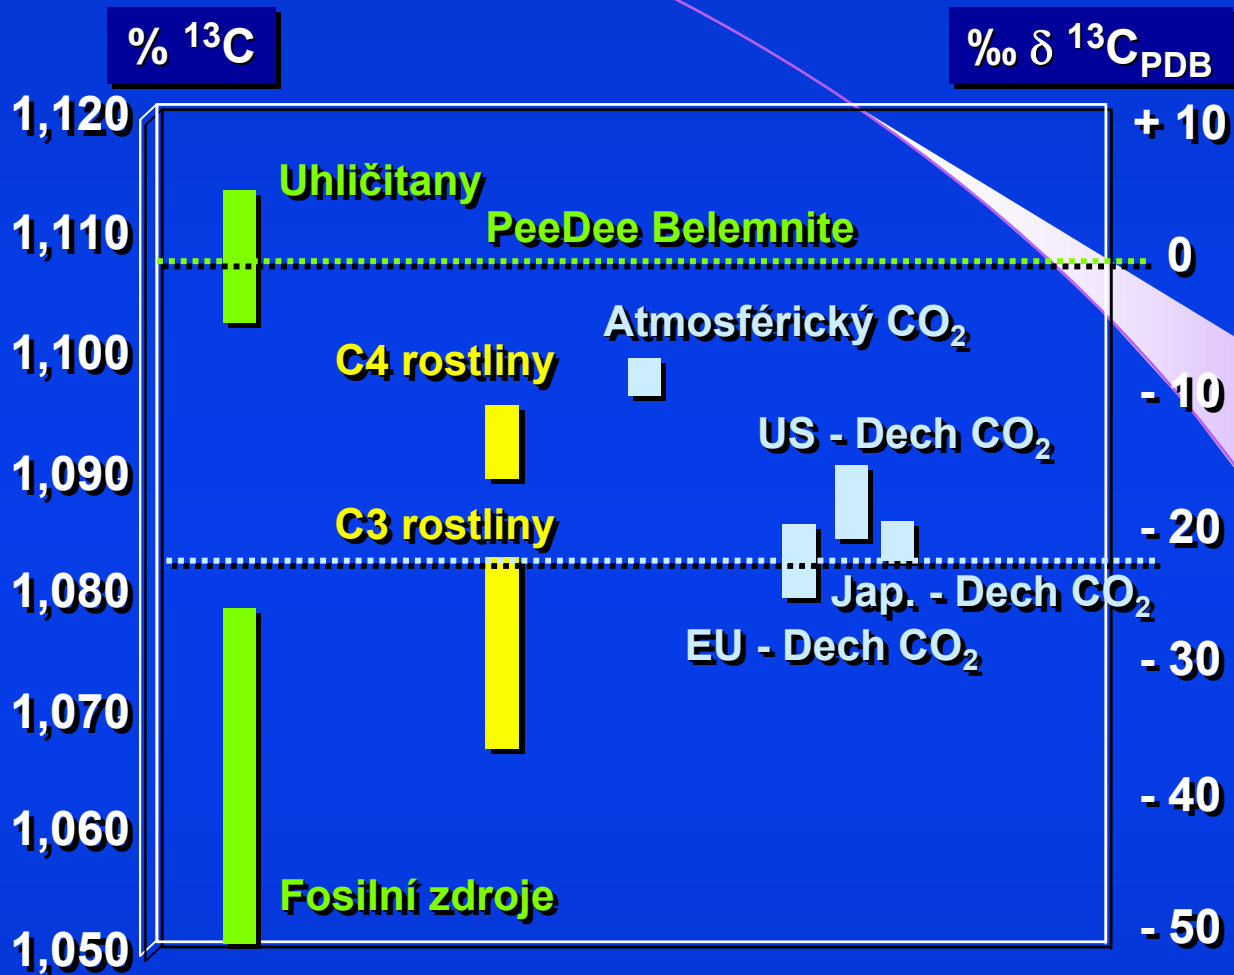 % ¹³C
‰ δ ¹³C_PDB
1,120
+ 10
Uhličitany
PeeDee Belemnite
1,110
0
Atmosférický CO₂
1,100
C4 rostliny
- 10
US - Dech CO₂
1,090
C3 rostliny
- 20
1,080
Jap. - Dech CO₂
EU - Dech CO₂
- 30
1,070
- 40
1,060
Fosilní zdroje
- 50
1,050